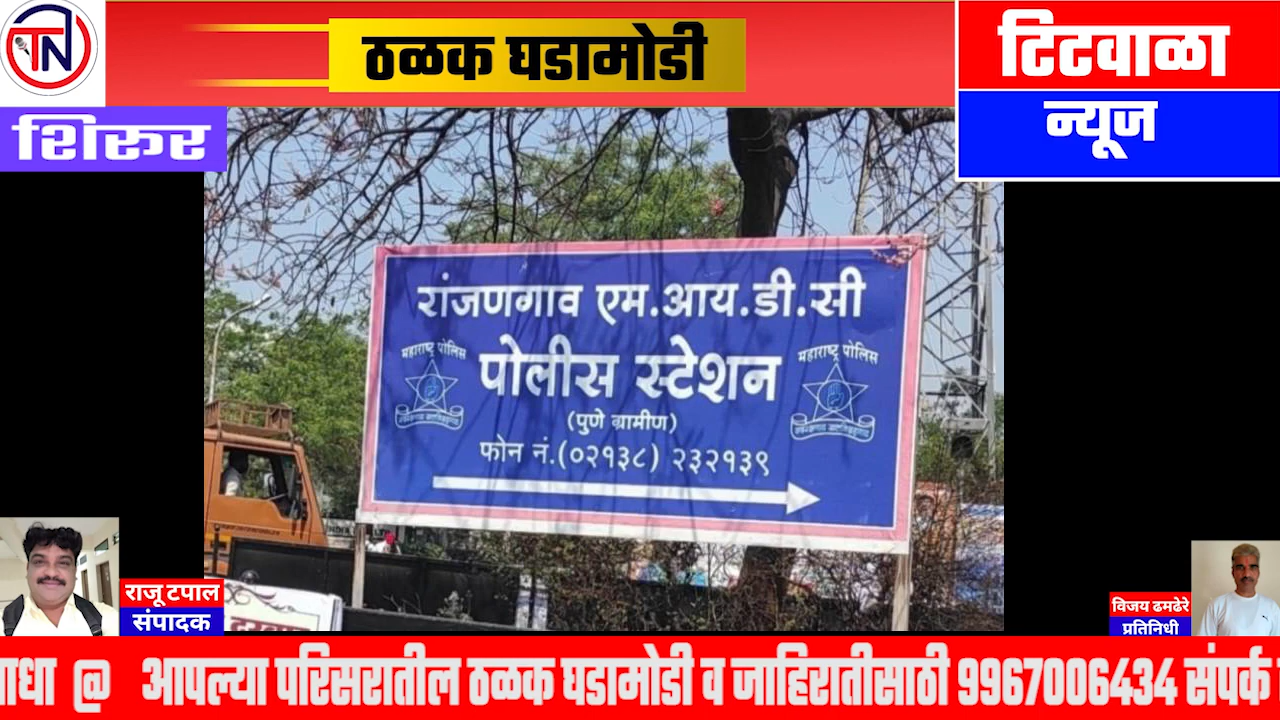 TN
ठळक घडामोडी
टिटवाळा
न्यूज
शिरूर
रांजणगाव एम.आय.डी.सी
महाराष्ट्र पोलिस
पोलीस स्टेशन
महाराष्ट्र पोलिस
(पुणे ग्रामीण)
फोन नं.(०२१३८) २३२१३९
राजू टपाल
संपादक
विजय ढमढेरे
प्रतिनिधी
ाधा @ आपल्या परिसरातील ठळक घडामोडी व जाहिरातीसाठी 9967006434 संपर्क